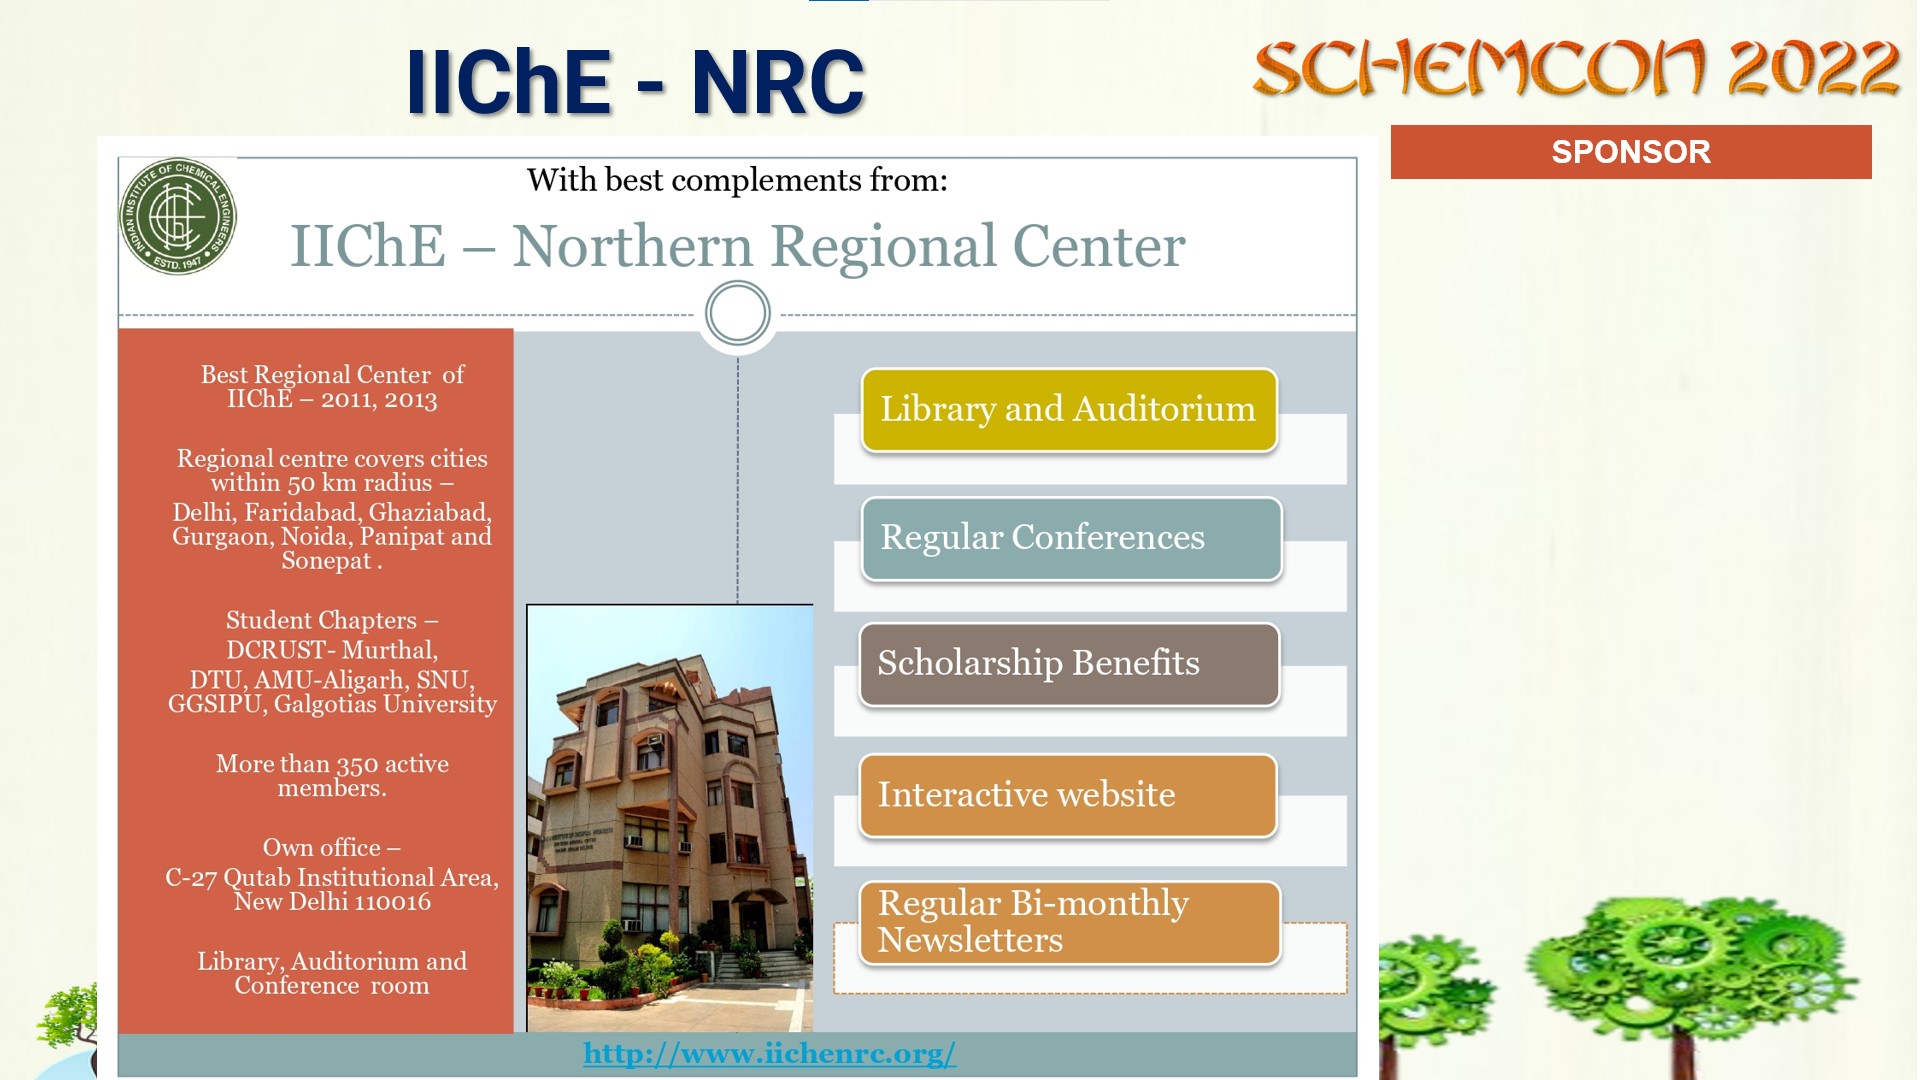 IIChE - NRC
SCHEMCON 2022
SPONSOR
INDIAN INSTITUTE OF CHEMICAL ENGINEERS
ESTD. 1947
With best complements from:
IIChE – Northern Regional Center
Best Regional Center of
IIChE – 2011, 2013
Regional centre covers cities
within 50 km radius –
Delhi, Faridabad, Ghaziabad,
Gurgaon, Noida, Panipat and
Sonepat .
Student Chapters –
DCRUST- Murthal,
DTU, AMU-Aligarh, SNU,
GGSIPU, Galgotias University
More than 350 active
members.
Own office –
C-27 Qutab Institutional Area,
New Delhi 110016
Library, Auditorium and
Conference room
Library and Auditorium
Regular Conferences
Scholarship Benefits
Interactive website
Regular Bi-monthly
Newsletters
http://www.iichenrc.org/